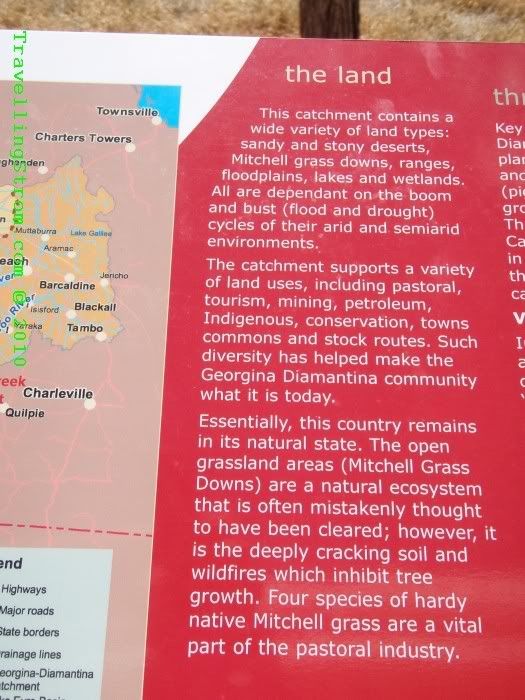 TravellingStrom.com © 2010
Townsville
Charters Towers
Muttaburra
Lake Galilee
Aramac
Jericho
Barcaldine
Isisford
Blackall
Yaraka
Tambo
Charleville
Quilpie
Highways
Major roads
State borders
the land
This catchment contains a
wide variety of land types:
sandy and stony deserts,
Mitchell grass downs, ranges,
floodplains, lakes and wetlands.
All are dependant on the boom
and bust (flood and drought)
cycles of their arid and semiarid
environments.
The catchment supports a variety
of land uses, including pastoral,
tourism, mining, petroleum,
Indigenous, conservation, towns
commons and stock routes. Such
diversity has helped make the
Georgina Diamantina community
what it is today.
Essentially, this country remains
in its natural state. The open
grassland areas (Mitchell Grass
Downs) are a natural ecosystem
that is often mistakenly thought
to have been cleared; however, it
is the deeply cracking soil and
wildfires which inhibit tree
growth. Four species of hardy
native Mitchell grass are a vital
part of the pastoral industry.
Key